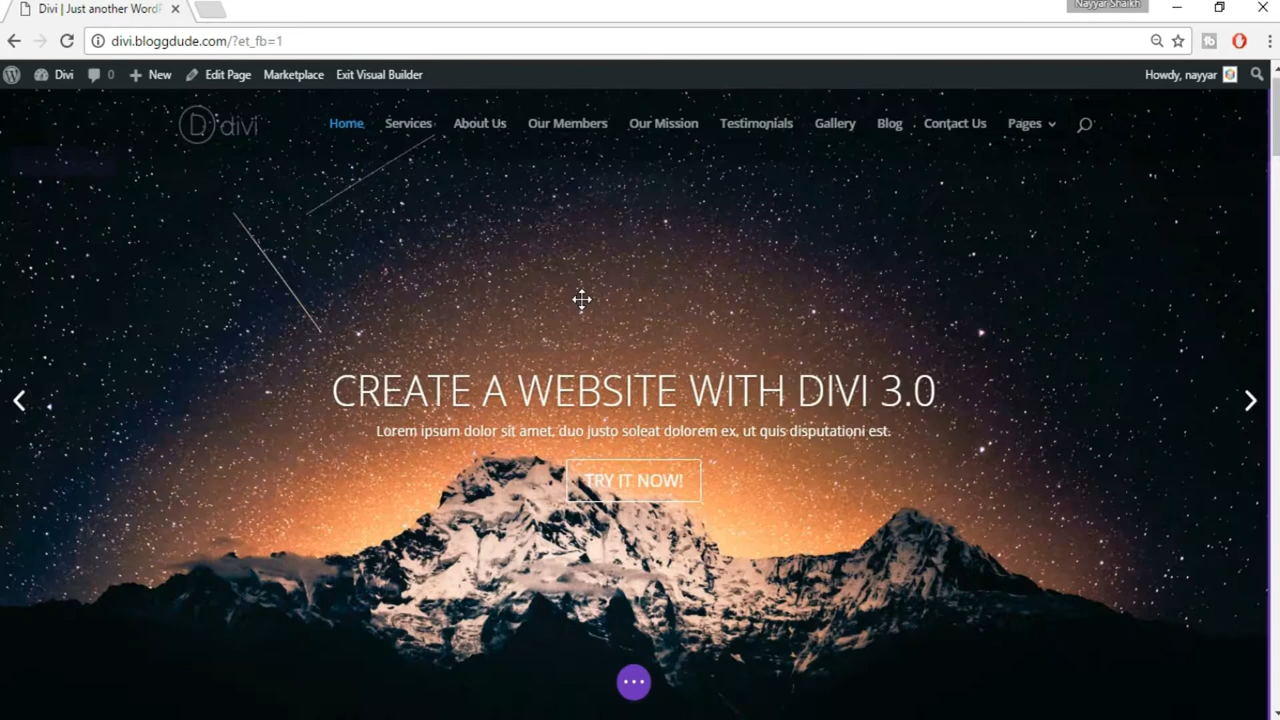 Divi | Just another Word
Nayyar Shaikh
divi.bloggdude.com/?et_fb=1
Divi 0 New Edit Page Marketplace Exit Visual Builder Howdy, nayyar
D divi Home Services About Us Our Members Our Mission Testimonials Gallery Blog Contact Us Pages
CREATE A WEBSITE WITH DIVI 3.0
Lorem ipsum dolor sit amet, duo justo soleat dolorem ex, ut quis disputationi est.
TRY IT NOW!